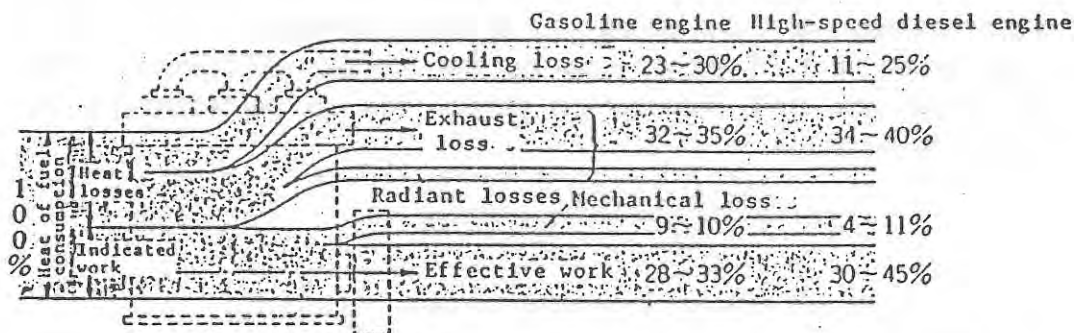 Gasoline engine High-speed diesel engine
Cooling loss 23~30% 11~25%
Exhaust
loss 32~35% 34~40%
Radiant losses Mechanical loss
9~10% 4~11%
Effective work 28~33% 30~45%
100%
Heat of fuel
consumption
Heat
losses
Indicated
work